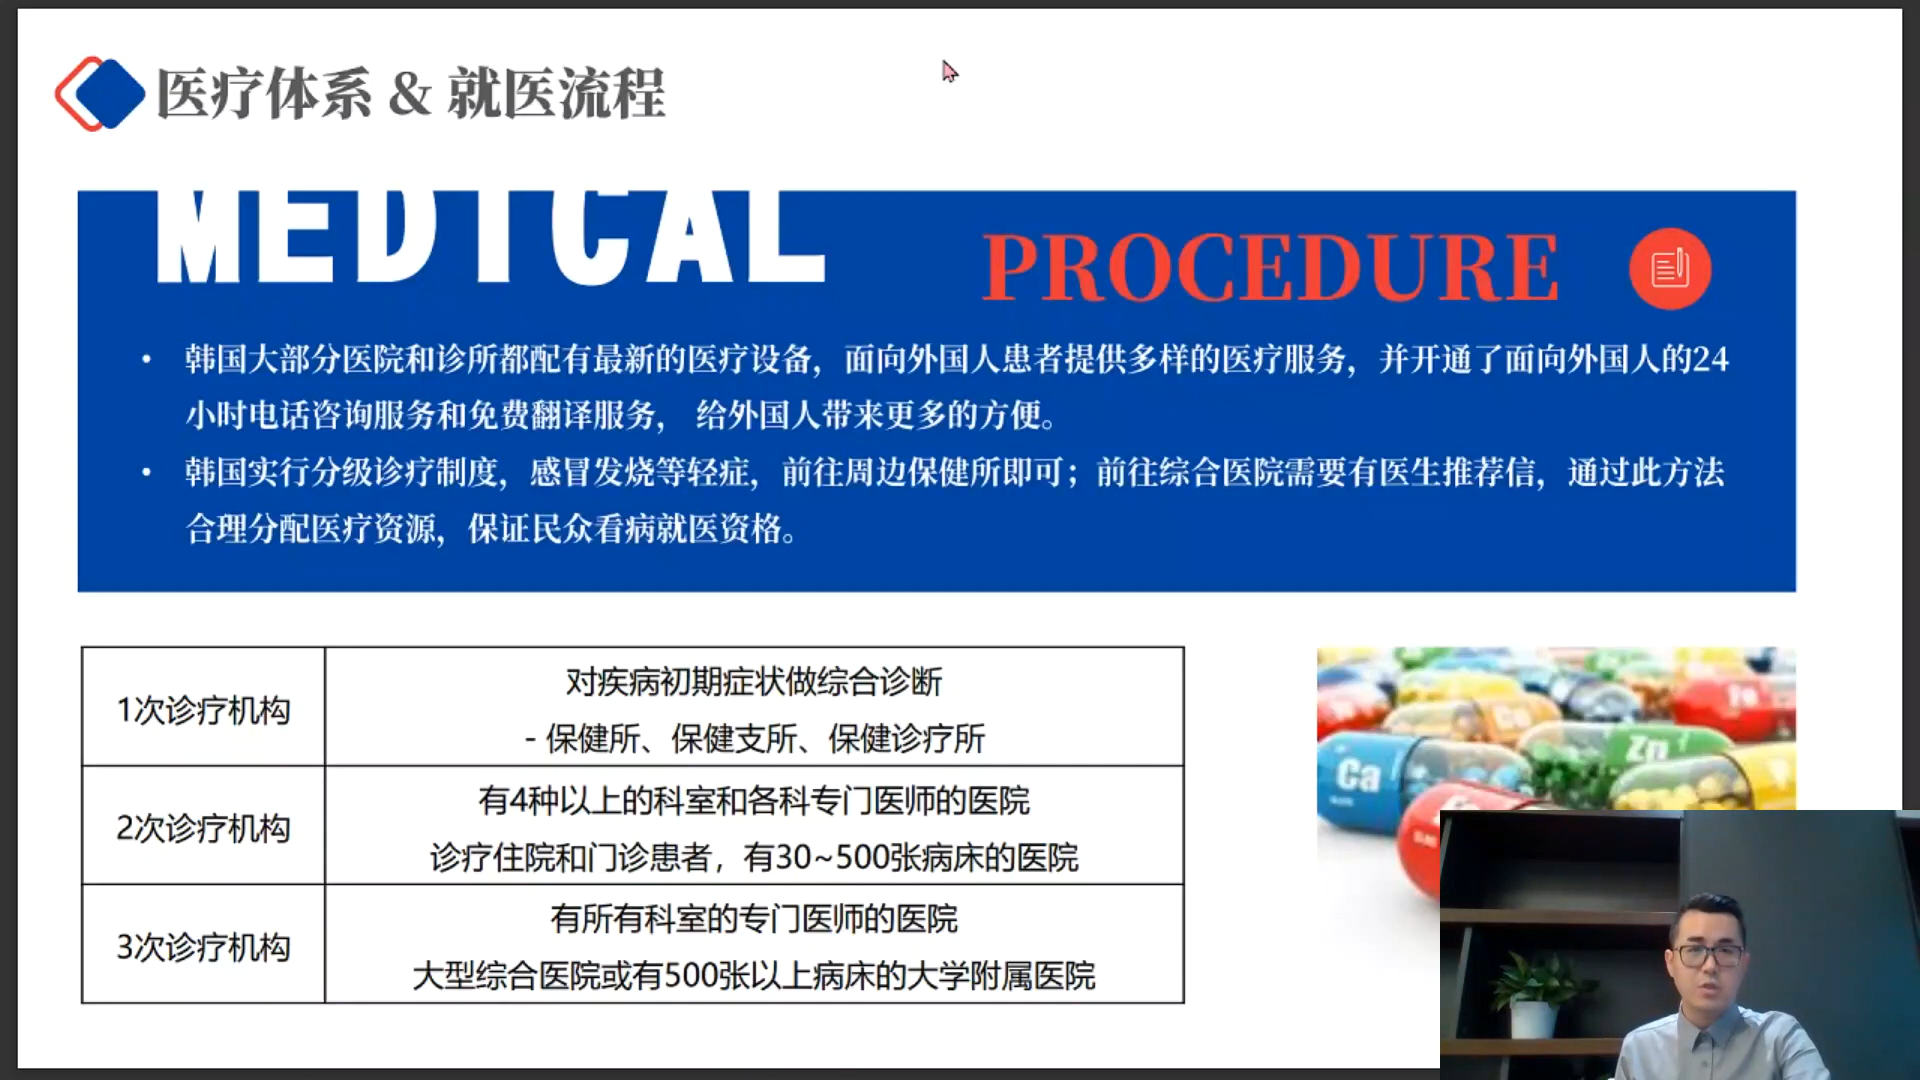 医疗体系 & 就医流程
MEDICAL
PROCEDURE
• 韩国大部分医院和诊所都配有最新的医疗设备，面向外国人患者提供多样的医疗服务，并开通了面向外国人的24
小时电话咨询服务和免费翻译服务， 给外国人带来更多的方便。
• 韩国实行分级诊疗制度，感冒发烧等轻症，前往周边保健所即可；前往综合医院需要有医生推荐信，通过此方法
合理分配医疗资源，保证民众看病就医资格。
1次诊疗机构
对疾病初期症状做综合诊断
- 保健所、保健支所、保健诊疗所
2次诊疗机构
有4种以上的科室和各科专门医师的医院
诊疗住院和门诊患者，有30~500张病床的医院
3次诊疗机构
有所有科室的专门医师的医院
大型综合医院或有500张以上病床的大学附属医院
Zn
Ca